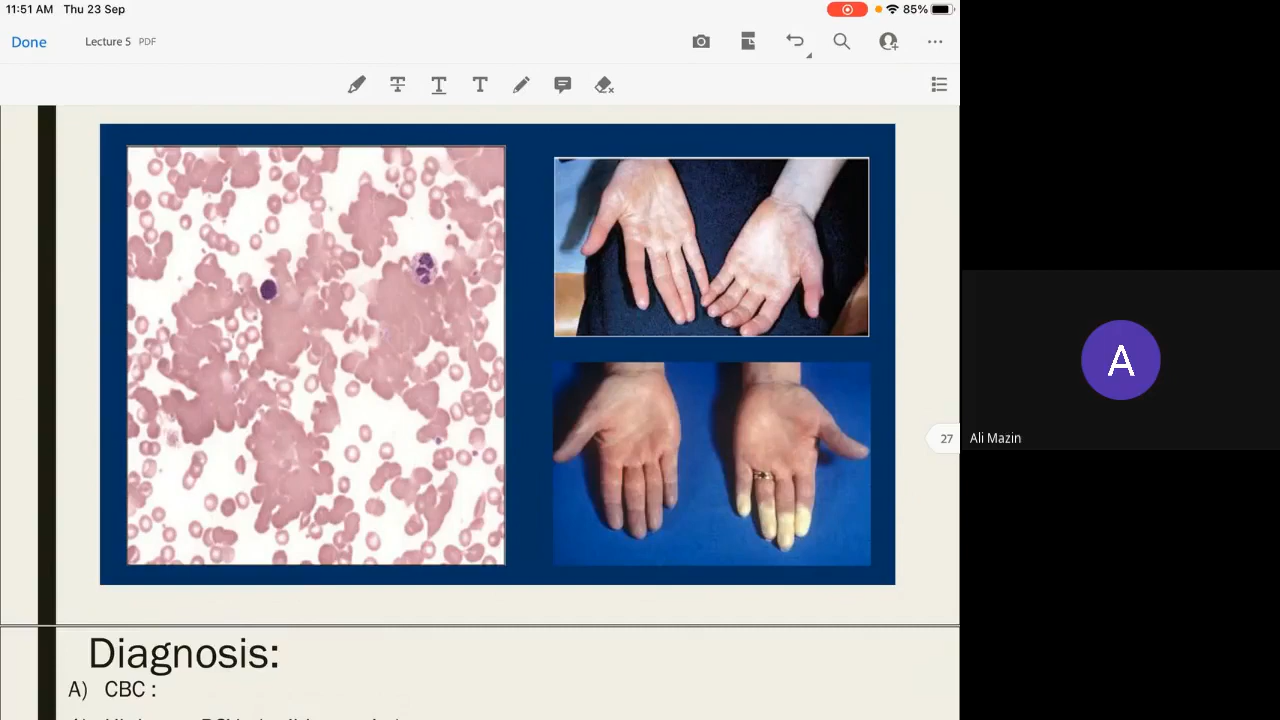 11:51 AM Thu 23 Sep
85%
Done
Lecture 5 PDF
T
T
T
27
A
Ali Mazin
Diagnosis:
A) CBC :